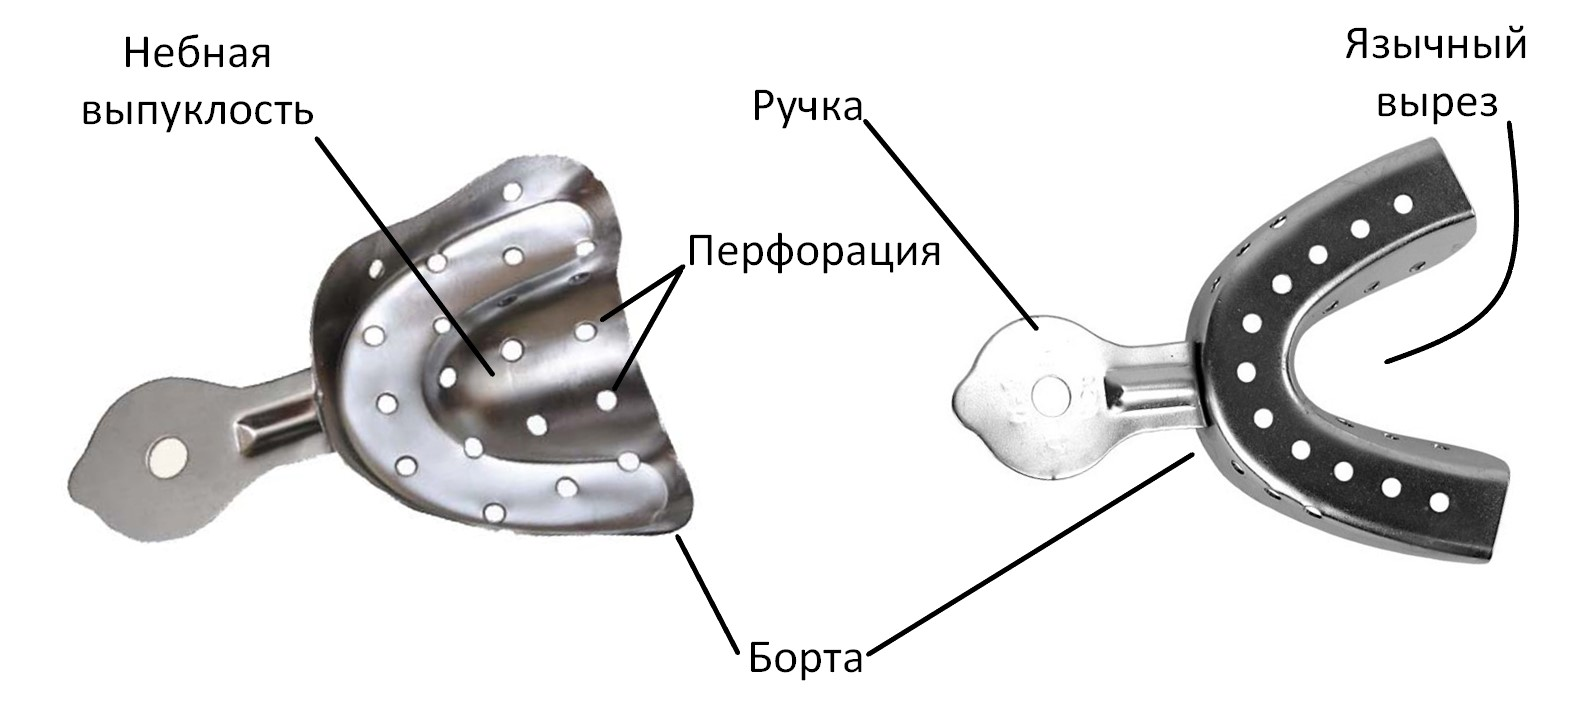 Небная
выпуклость
Ручка
Язычный
вырез
Перфорация
Борта